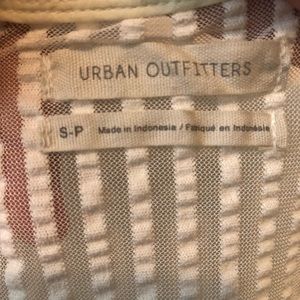 URBAN OUTFITTERS
S-P Made in Indonesia / Fabriqué en Indonésie